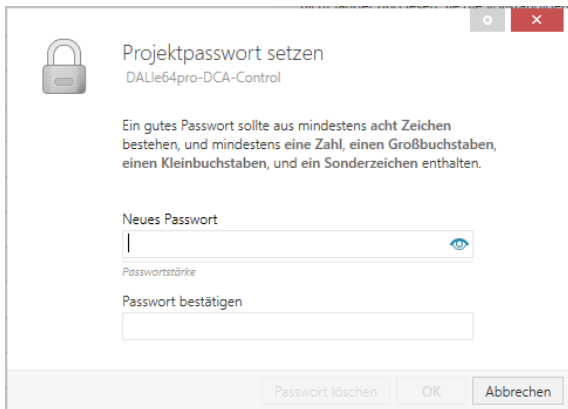 Projektpasswort setzen
DALIe64pro-DCA-Control
Ein gutes Passwort sollte aus mindestens acht Zeichen
bestehen, und mindestens eine Zahl, einen Großbuchstaben,
einen Kleinbuchstaben, und ein Sonderzeichen enthalten.
Neues Passwort
Passwortstärke
Passwort bestätigen
Passwort löschen OK Abbrechen